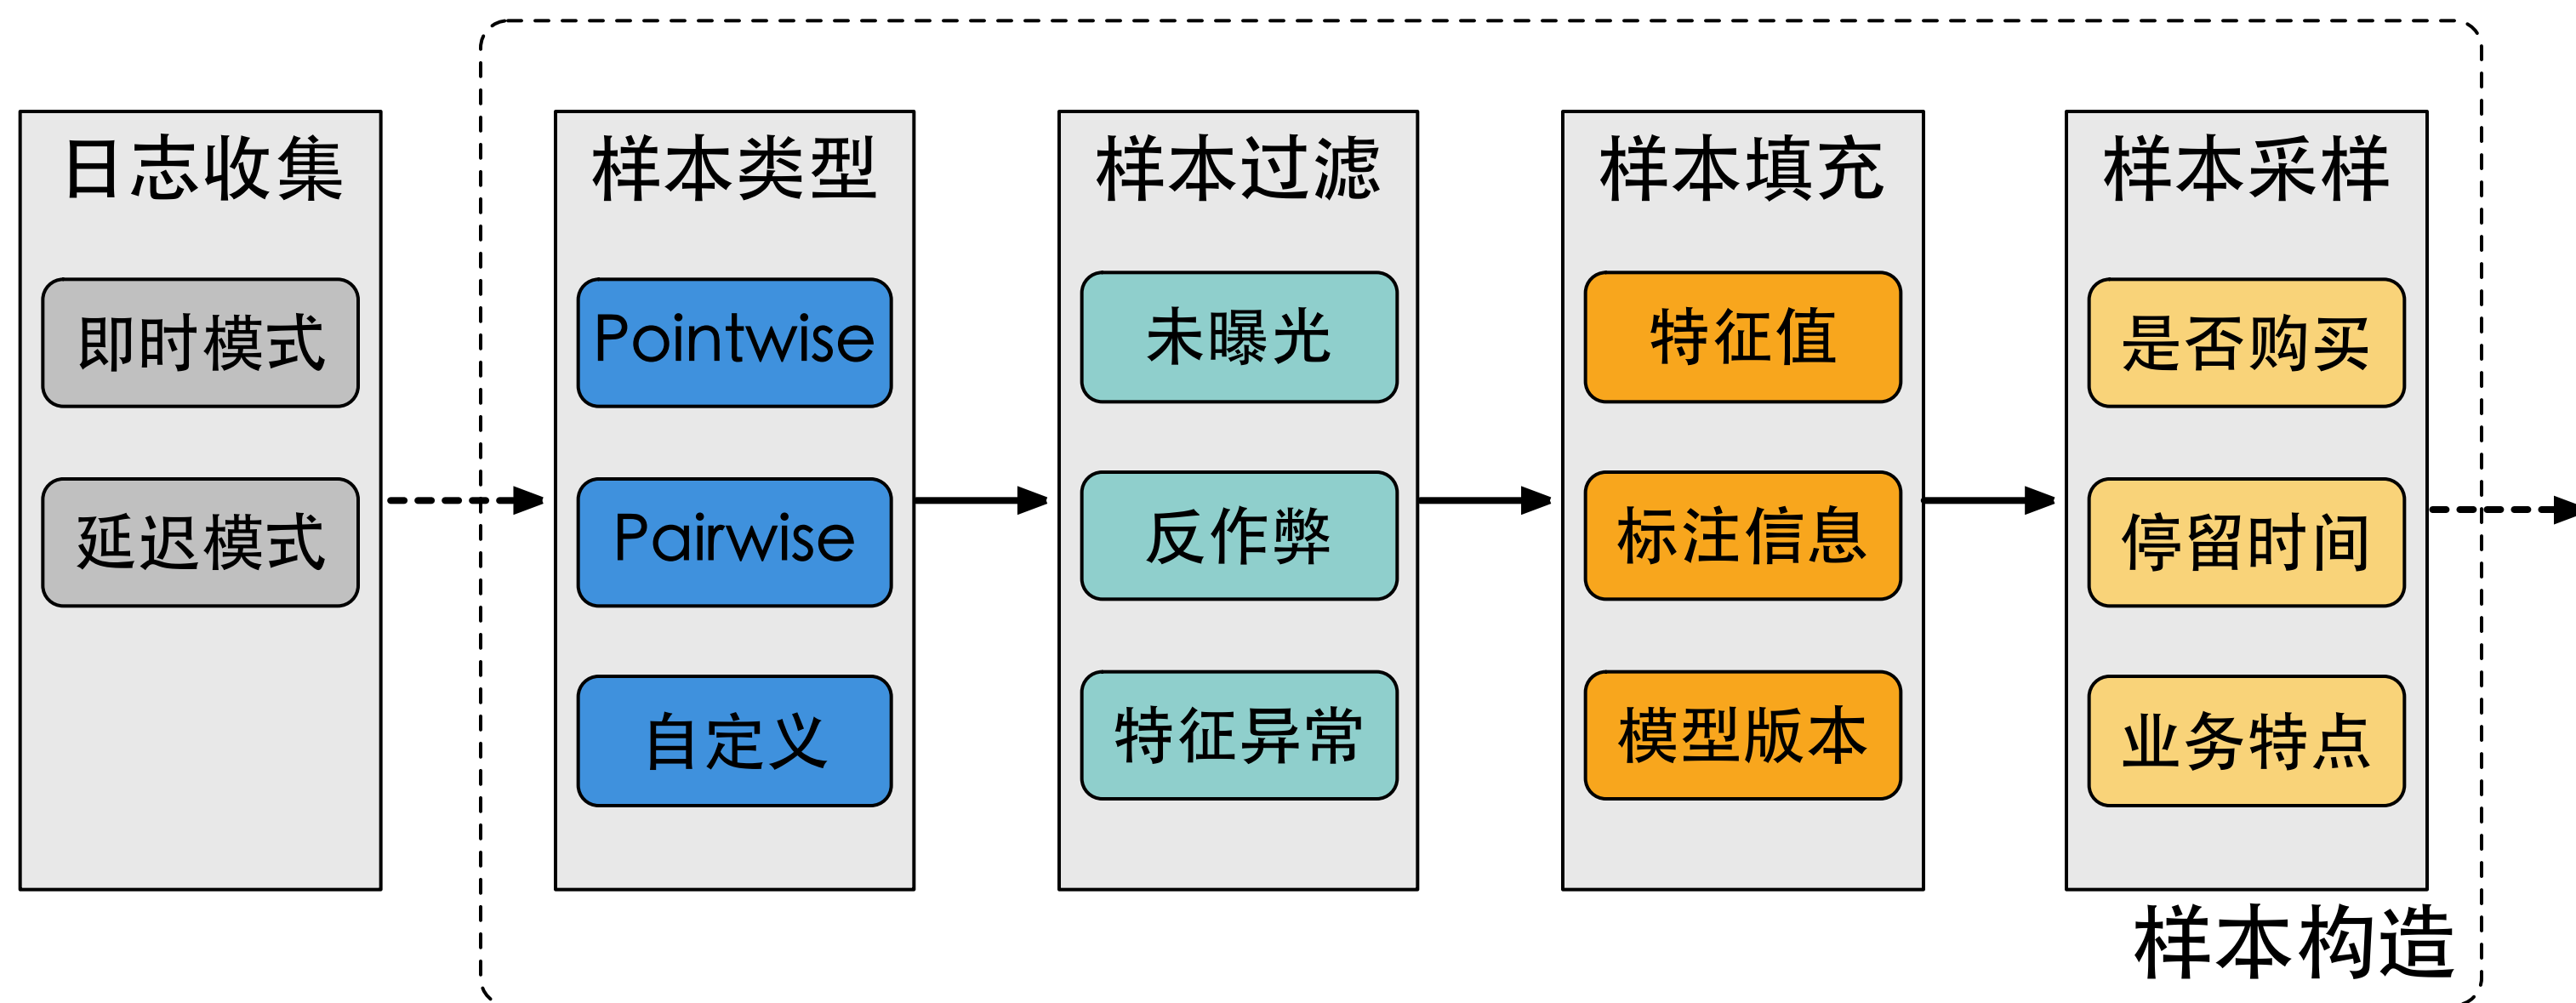 日志收集
即时模式
延迟模式
样本类型
Pointwise
Pairwise
自定义
样本过滤
未曝光
反作弊
特征异常
样本填充
特征值
标注信息
模型版本
样本采样
是否购买
停留时间
业务特点
样本构造